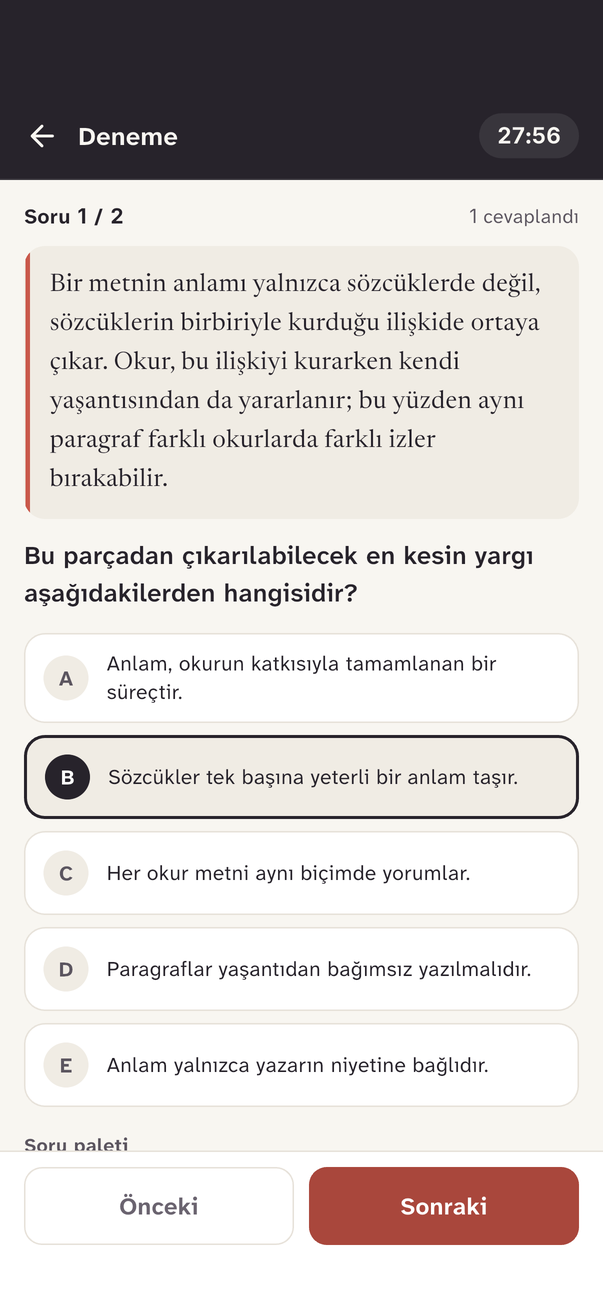 Deneme
27:56
Soru 1 / 2
1 cevaplandı
Bir metnin anlamı yalnızca sözcüklerde değil,
sözcüklerin birbiriyle kurduğu ilişkide ortaya
çıkar. Okur, bu ilişkiyi kurarken kendi
yaşantısından da yararlanır; bu yüzden aynı
paragraf farklı okurlarda farklı izler
bırakabilir.
Bu parçadan çıkarılabilecek en kesin yargı
aşağıdakilerden hangisidir?
A
Anlam, okurun katkısıyla tamamlanan bir
süreçtir.
B
Sözcükler tek başına yeterli bir anlam taşır.
C
Her okur metni aynı biçimde yorumlar.
D
Paragraflar yaşantıdan bağımsız yazılmalıdır.
E
Anlam yalnızca yazarın niyetine bağlıdır.
Soru paleti
Önceki
Sonraki